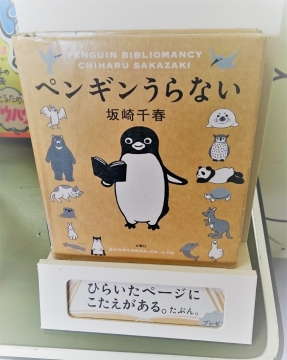 PENGUIN BIBLIOMANCY
CHIHARU SAKAZAKI
ペンギンうらない
坂崎千春
ひらいたページに
こたえがある。たぶん。